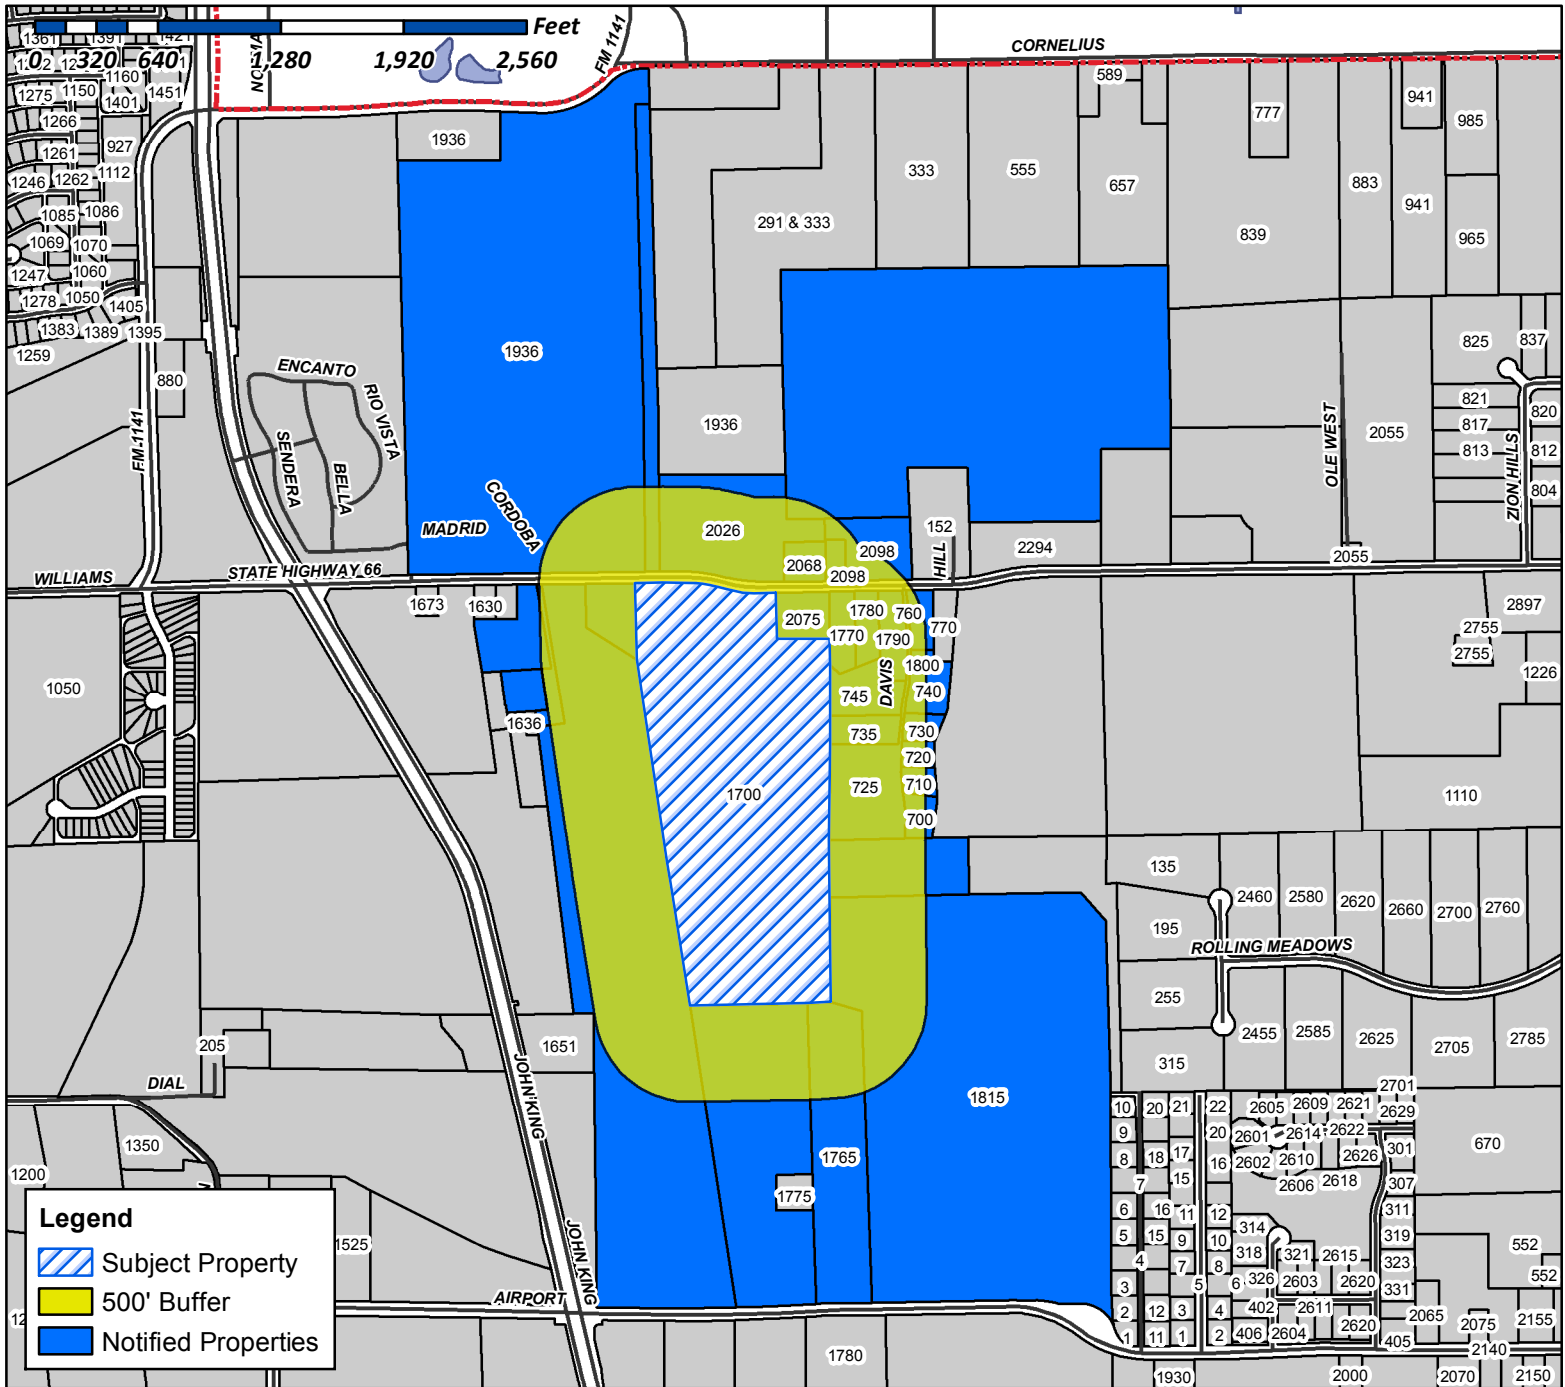 Feet
0 320 640 1,280 1,920 2,560
FM 1141
CORNELIUS
1361 1391 1421
1160
1275 1150 1401 1451
1266
1261 927
1246 1262 1112
1085 1086
1069 1070
1247 1060
1278 1050 1405
1383 1389 1395
1259
880
FM-1141
589
777
941
985
1936
333
555
657
883
941
291 & 333
839
965
1936
825
837
ENCANTO
RIO VISTA
SENDERA
BELLA
821
820
817
812
813
804
1936
OLE WEST
2055
ZION HILLS
CORDOBA
MADRID
2026
152
HILL
2294
2068
2098
2098
2055
WILLIAMS
STATE HIGHWAY 66
1673
1630
2075
1780
760
770
1770
1790
2897
2755
2755
1226
1800
1050
745
DAVIS
740
1636
735
730
720
1700
725
710
700
1110
135
2460
2580
2620
2660
2700
2760
195
ROLLING MEADOWS
255
2455
2585
2625
2705
2785
205
1651
315
DIAL
JOHN KING
1815
2701
10 20 21 22 2605 2609 2621 2629
9 20 2601 2614 2622
1350
1765
8 18 17 16 2602 2610 2626 301
670
1200
1775
7 15 2606 2618 307
6 16 11 12 311
5 15 9 10 314 319
1525
JOHN KING
552
4 7 8 318 321 2615 323
552
3 5 6 326 2603 2620 331
AIRPORT
2 12 3 4 402 2611 2065 2075 2155
1 11 1 2 406 2604 2620 405 2140
1780
1930
2000
2070
2150
Legend
Subject Property
500' Buffer
Notified Properties